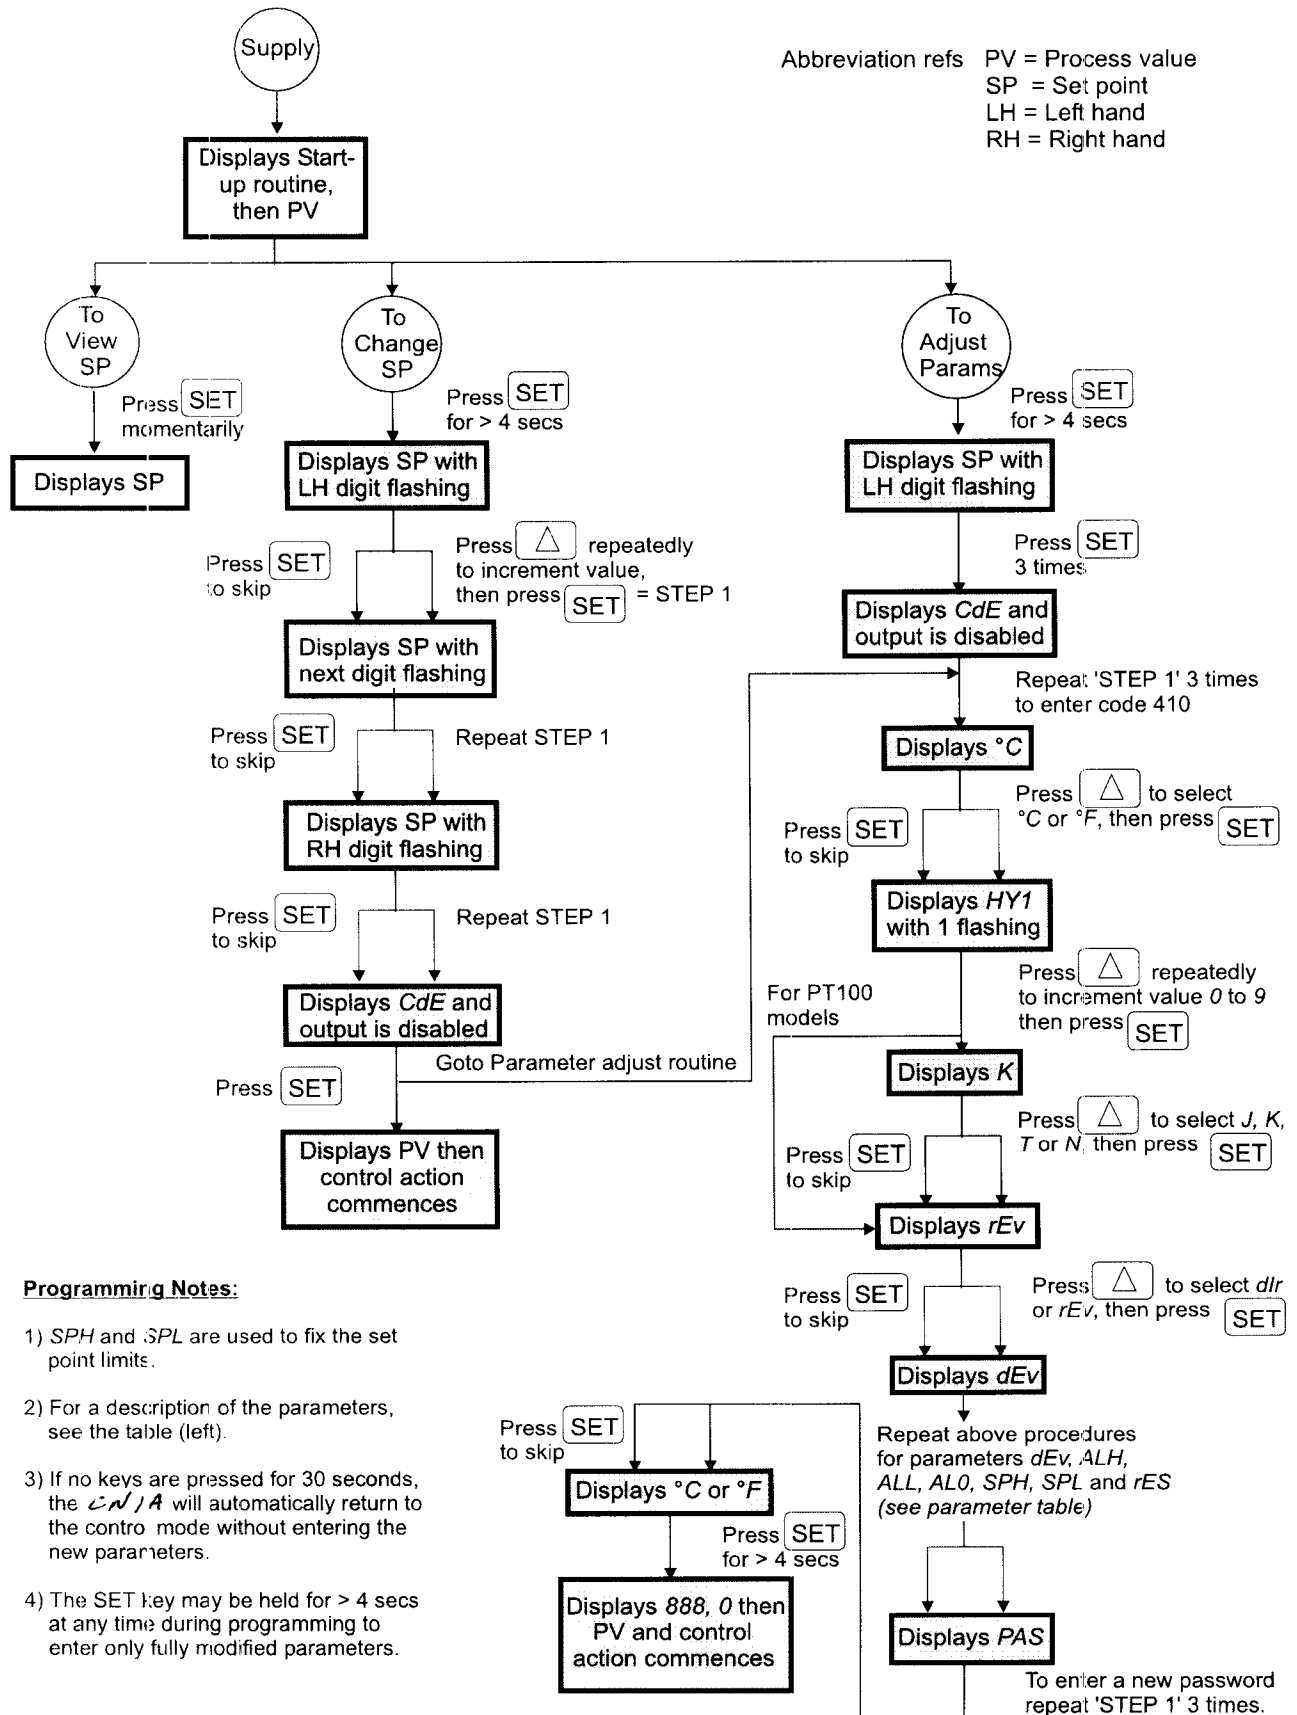 Supply
Abbreviation refs PV = Process value
SP = Set point
LH = Left hand
RH = Right hand
Displays Start-
up routine,
then PV
To
View
SP
Press SET
momentarily
Displays SP
To
Change
SP
Press SET
for > 4 secs
Displays SP with
LH digit flashing
Press SET
to skip
Press △ repeatedly
to increment value,
then press SET = STEP 1
Displays SP with
next digit flashing
Press SET
to skip
Repeat STEP 1
Displays SP with
RH digit flashing
Press SET
to skip
Repeat STEP 1
Displays CdE and
output is disabled
Goto Parameter adjust routine
Press SET
Displays PV then
control action
commences
To
Adjust
Params
Press SET
for > 4 secs
Displays SP with
LH digit flashing
Press SET
3 times
Displays CdE and
output is disabled
Repeat 'STEP 1' 3 times
to enter code 410
Displays °C
Press △ to select
°C or °F, then press SET
Press SET
to skip
Displays HY1
with 1 flashing
Press △ repeatedly
to increment value 0 to 9
then press SET
For PT100
models
Displays K
Press △ to select J, K,
T or N, then press SET
Press SET
to skip
Displays rEv
Press SET
to skip
Press △ to select dIr
or rEv, then press SET
Displays dEv
Repeat above procedures
for parameters dEv, ALH,
ALL, AL0, SPH, SPL and rES
(see parameter table)
Displays PAS
To enter a new password
repeat 'STEP 1' 3 times.
Press SET
to skip
Displays °C or °F
Press SET
for > 4 secs
Displays 888, 0 then
PV and control
action commences
Programming Notes:
1) SPH and SPL are used to fix the set
point limits.
2) For a description of the parameters,
see the table (left).
3) If no keys are pressed for 30 seconds,
the will automatically return to
the control mode without entering the
new parameters.
4) The SET key may be held for > 4 secs
at any time during programming to
enter only fully modified parameters.